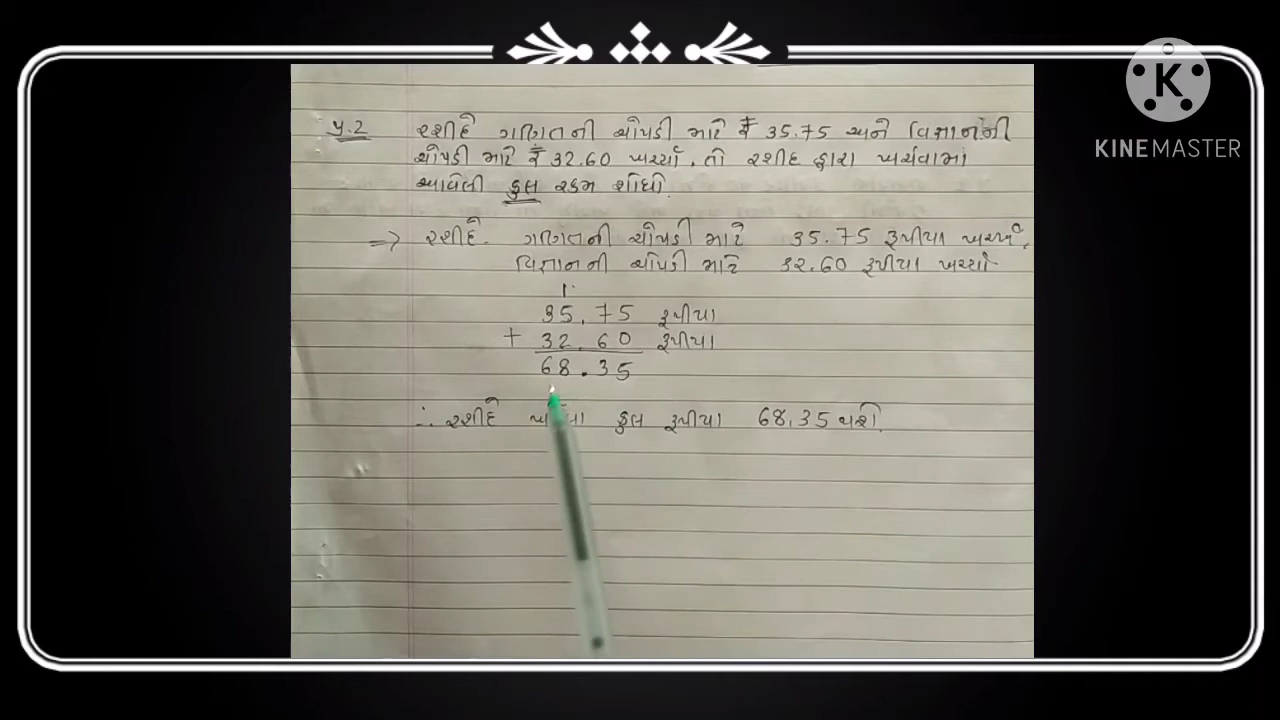 પ્ર.2 રશીદે ગણિતની ચોપડી માટે ₹ 35.75 અને વિજ્ઞાનની
ચોપડી માટે ₹ 32.60 ખર્ચ્યા. તો રશીદ દ્વારા ખર્ચવામાં
આવેલી કુલ રકમ શોધો.
=> રશીદે. ગણિતની ચોપડી માટે 35.75 રૂપીયા ખર્ચ્યા,
વિજ્ઞાનની ચોપડી માટે 32.60 રૂપીયા ખર્ચ્યા
1
35.75 રૂપીયા
+ 32.60 રૂપીયા
68.35
∴ રશીદે કુલ રૂપીયા 68.35 થશે.
K
KINEMASTER